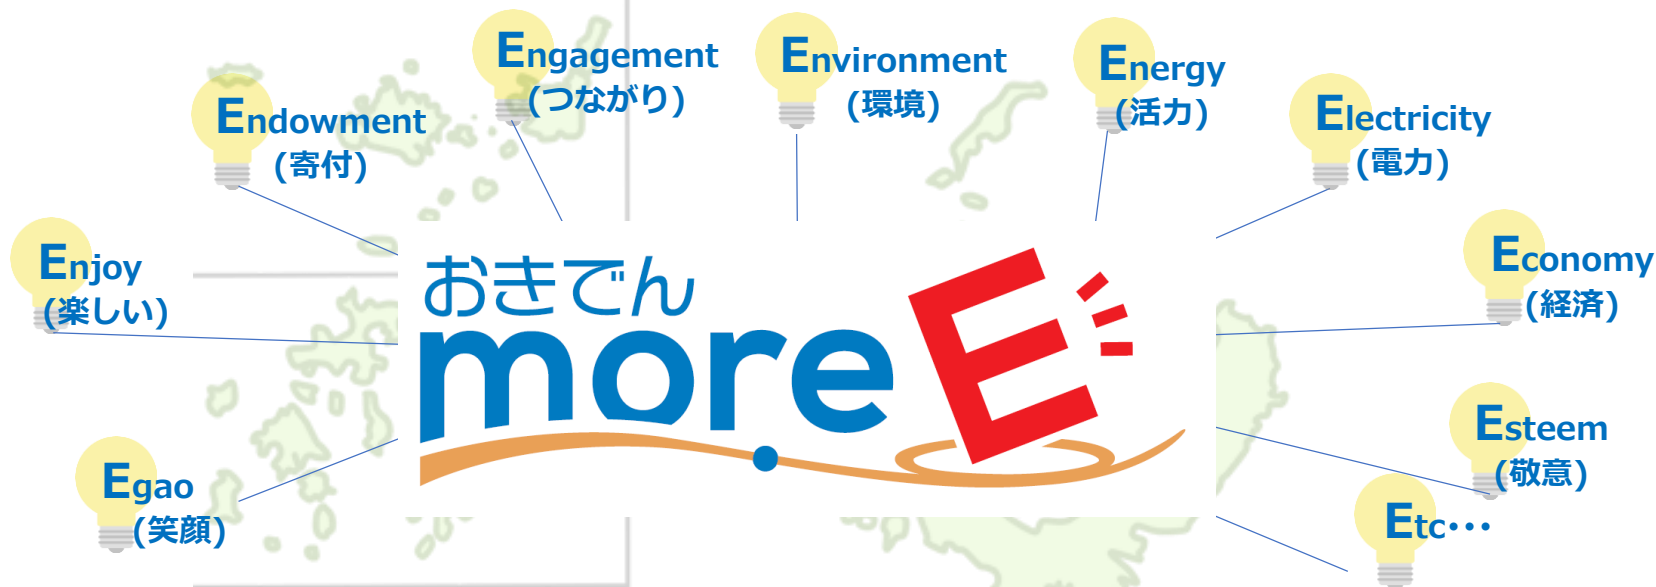 Engagement
(つながり)
Environment
(環境)
Energy
(活力)
Endowment
(寄付)
Electricity
(電力)
Enjoy
(楽しい)
Economy
(経済)
おきでん
more E
Esteem
(敬意)
Egao
(笑顔)
Etc･･･